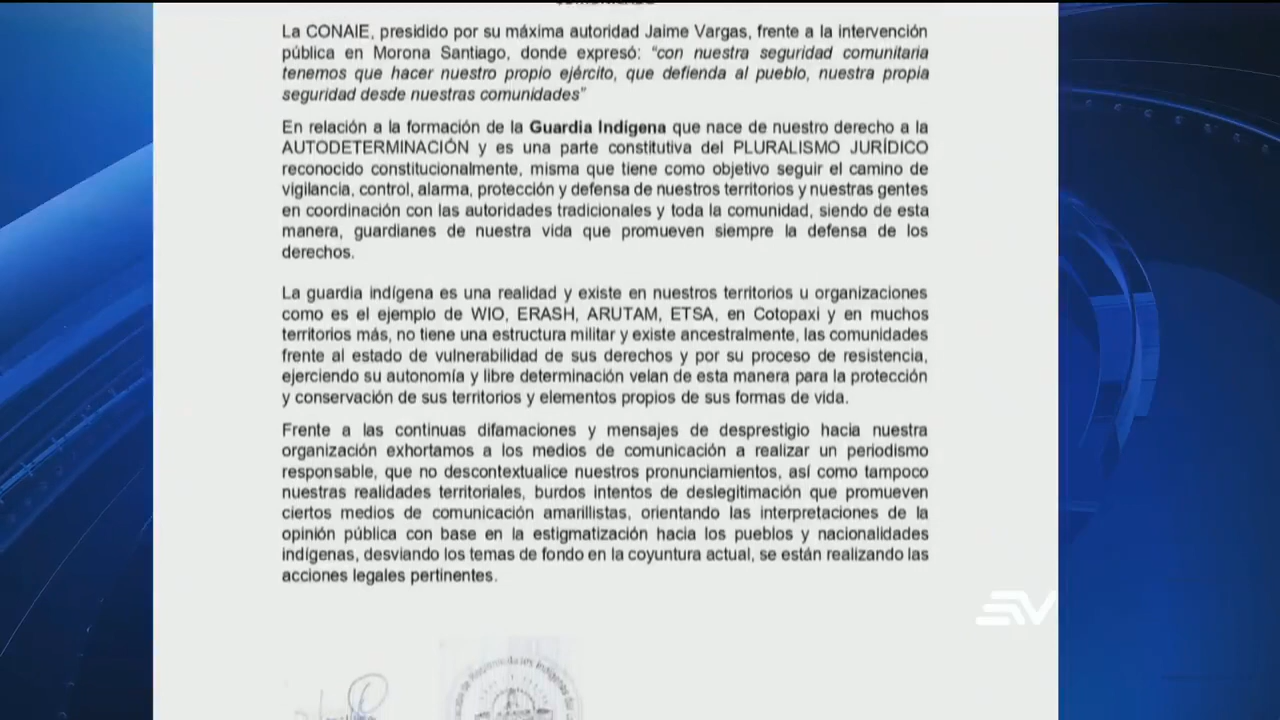 La CONAIE, presidido por su máxima autoridad Jaime Vargas, frente a la intervención
pública en Morona Santiago, donde expresó: “con nuestra seguridad comunitaria
tenemos que hacer nuestro propio ejército, que defienda al pueblo, nuestra propia
seguridad desde nuestras comunidades”
En relación a la formación de la Guardia Indígena que nace de nuestro derecho a la
AUTODETERMINACIÓN y es una parte constitutiva del PLURALISMO JURÍDICO
reconocido constitucionalmente, misma que tiene como objetivo seguir el camino de
vigilancia, control, alarma, protección y defensa de nuestros territorios y nuestras gentes
en coordinación con las autoridades tradicionales y toda la comunidad, siendo de esta
manera, guardianes de nuestra vida que promueven siempre la defensa de los
derechos.
La guardia indígena es una realidad y existe en nuestros territorios u organizaciones
como es el ejemplo de WIO, ERASH, ARUTAM, ETSA, en Cotopaxi y en muchos
territorios más, no tiene una estructura militar y existe ancestralmente, las comunidades
frente al estado de vulnerabilidad de sus derechos y por su proceso de resistencia,
ejerciendo su autonomía y libre determinación velan de esta manera para la protección
y conservación de sus territorios y elementos propios de sus formas de vida.
Frente a las continuas difamaciones y mensajes de desprestigio hacia nuestra
organización exhortamos a los medios de comunicación a realizar un periodismo
responsable, que no descontextualice nuestros pronunciamientos, así como tampoco
nuestras realidades territoriales, burdos intentos de deslegitimación que promueven
ciertos medios de comunicación amarillistas, orientando las interpretaciones de la
opinión pública con base en la estigmatización hacia los pueblos y nacionalidades
indígenas, desviando los temas de fondo en la coyuntura actual, se están realizando las
acciones legales pertinentes.